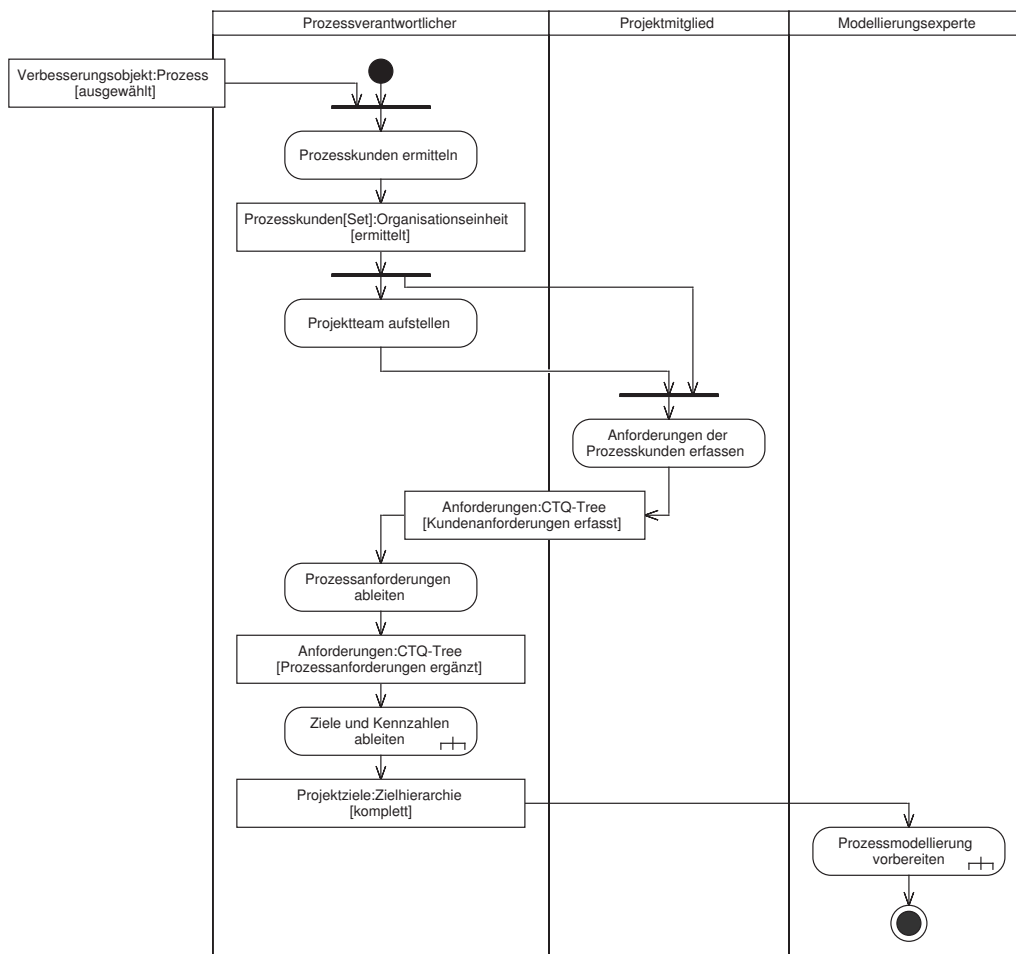 Prozessverantwortlicher
Projektmitglied
Modellierungsexperte
Verbesserungsobjekt:Prozess
[ausgewählt]
Prozesskunden ermitteln
Prozesskunden[Set]:Organisationseinheit
[ermittelt]
Projektteam aufstellen
Anforderungen der
Prozesskunden erfassen
Anforderungen:CTQ-Tree
[Kundenanforderungen erfasst]
Prozessanforderungen
ableiten
Anforderungen:CTQ-Tree
[Prozessanforderungen ergänzt]
Ziele und Kennzahlen
ableiten
Projektziele:Zielhierarchie
[komplett]
Prozessmodellierung
vorbereiten